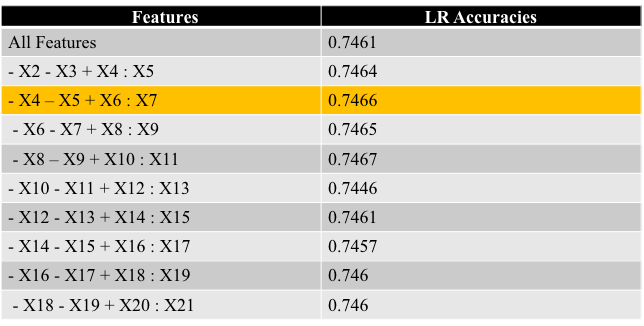 Features LR Accuracies
All Features 0.7461
- X2 - X3 + X4 : X5 0.7464
- X4 – X5 + X6 : X7 0.7466
- X6 - X7 + X8 : X9 0.7465
- X8 – X9 + X10 : X11 0.7467
- X10 - X11 + X12 : X13 0.7446
- X12 - X13 + X14 : X15 0.7461
- X14 - X15 + X16 : X17 0.7457
- X16 - X17 + X18 : X19 0.746
- X18 - X19 + X20 : X21 0.746